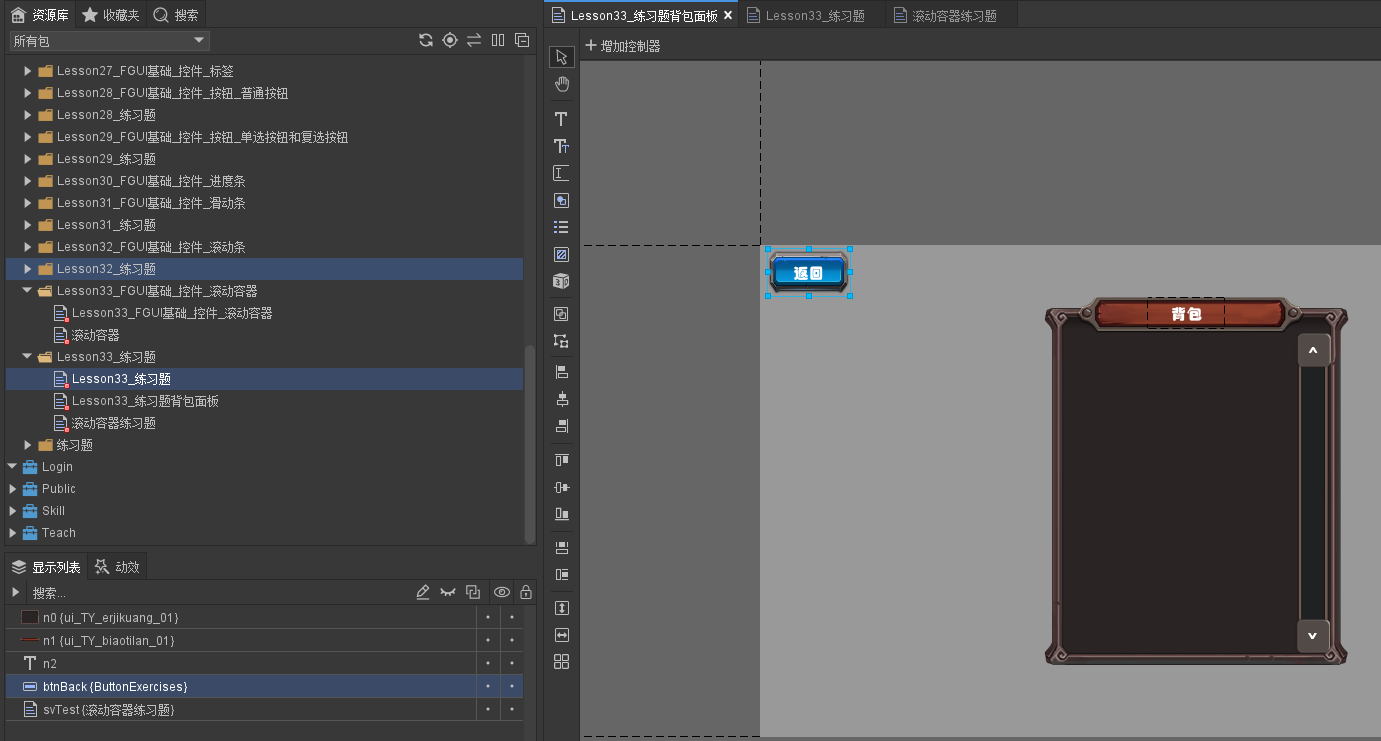 资源库 收藏夹 搜索
所有包
Lesson27_FGUI基础_控件_标签
Lesson28_FGUI基础_控件_按钮_普通按钮
Lesson28_练习题
Lesson29_FGUI基础_控件_按钮_单选按钮和复选按钮
Lesson29_练习题
Lesson30_FGUI基础_控件_进度条
Lesson31_FGUI基础_控件_滑动条
Lesson31_练习题
Lesson32_FGUI基础_控件_滚动条
Lesson32_练习题
Lesson33_FGUI基础_控件_滚动容器
Lesson33_FGUI基础_控件_滚动容器
滚动容器
Lesson33_练习题
Lesson33_练习题
Lesson33_练习题背包面板
滚动容器练习题
练习题
Login
Public
Skill
Teach
显示列表 动效
搜索...
n0 {ui_TY_erjikuang_01}
n1 {ui_TY_biaotilan_01}
n2
btnBack {ButtonExercises}
svTest {滚动容器练习题}
Lesson33_练习题背包面板 Lesson33_练习题 滚动容器练习题
增加控制器
返回
背包